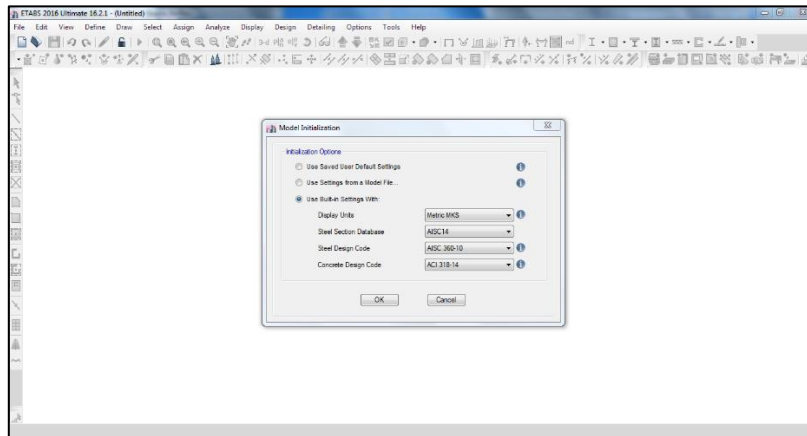 ETABS 2016 Ultimate 16.2.1 - (Untitled)
File Edit View Define Draw Select Assign Analyze Display Design Detailing Options Tools Help
Model Initialization
Initialization Options
Use Saved User Default Settings
Use Settings from a Model File...
Use Built-in Settings With:
Display Units Metric MKS
Steel Section Database AISC14
Steel Design Code AISC 360-10
Concrete Design Code ACI 318-14
OK Cancel